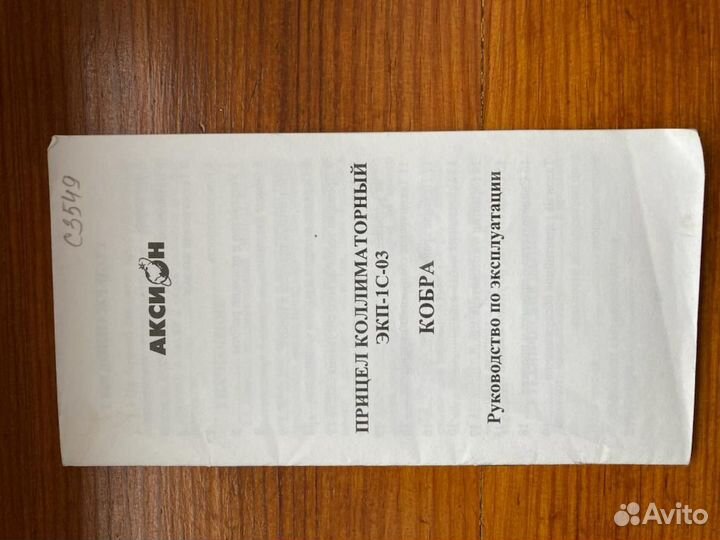 С3549
АКСИОН
ПРИЦЕЛ КОЛЛИМАТОРНЫЙ
ЭКП-1С-03
КОБРА
Руководство по эксплуатации
Avito